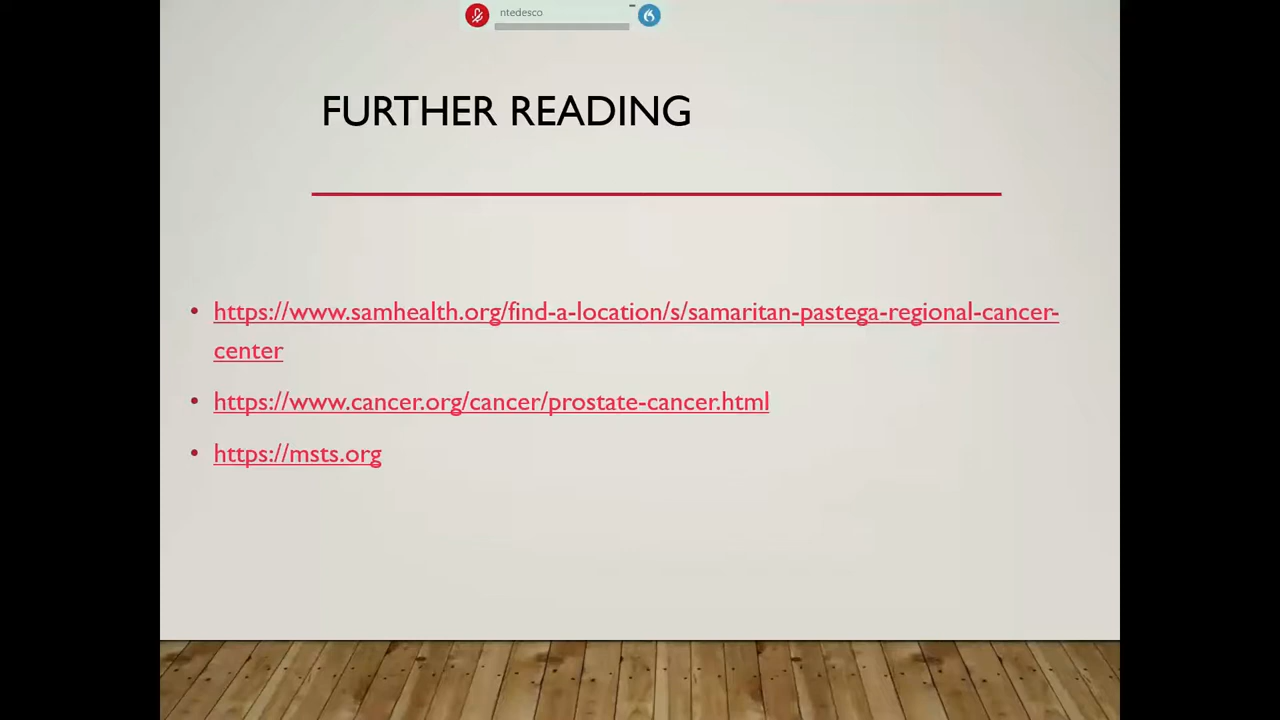 ntedesco
FURTHER READING
• https://www.samhealth.org/find-a-location/s/samaritan-pastega-regional-cancer-
center
• https://www.cancer.org/cancer/prostate-cancer.html
• https://msts.org